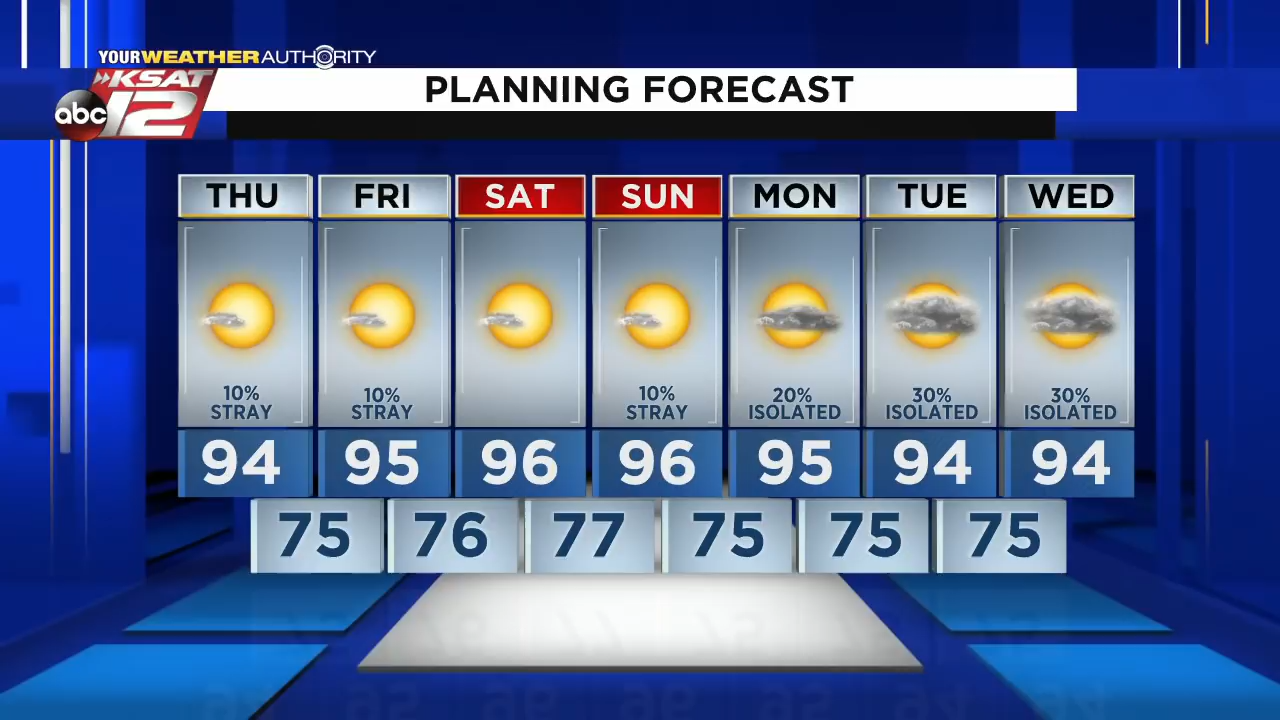 YOURWEATHERAUTHORITY
KSAT
abc 12
PLANNING FORECAST
THU FRI SAT SUN MON TUE WED
10% 10% 10% 20% 30% 30%
STRAY STRAY STRAY ISOLATED ISOLATED ISOLATED
94 95 96 96 95 94 94
75 76 77 75 75 75